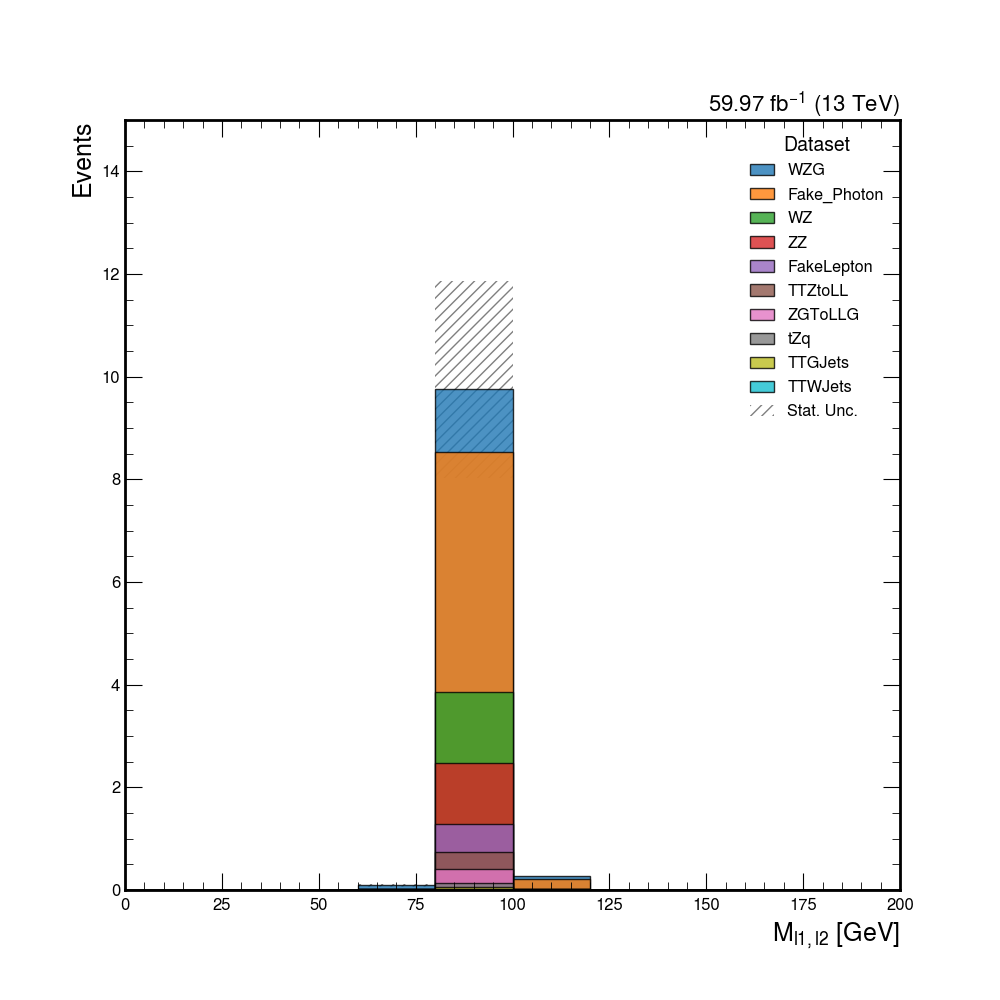 59.97 fb⁻¹ (13 TeV)
Events
Dataset
WZG
Fake_Photon
WZ
ZZ
FakeLepton
TTZtoLL
ZGToLLG
tZq
TTGJets
TTWJets
Stat. Unc.
14
12
10
8
6
4
2
0
0 25 50 75 100 125 150 175 200
M_{l1, l2} [GeV]